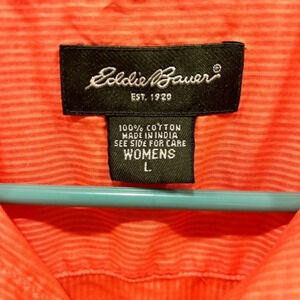 Eddie Bauer®
EST. 1920
100% COTTON
MADE IN INDIA
SEE SIDE FOR CARE
WOMENS
L